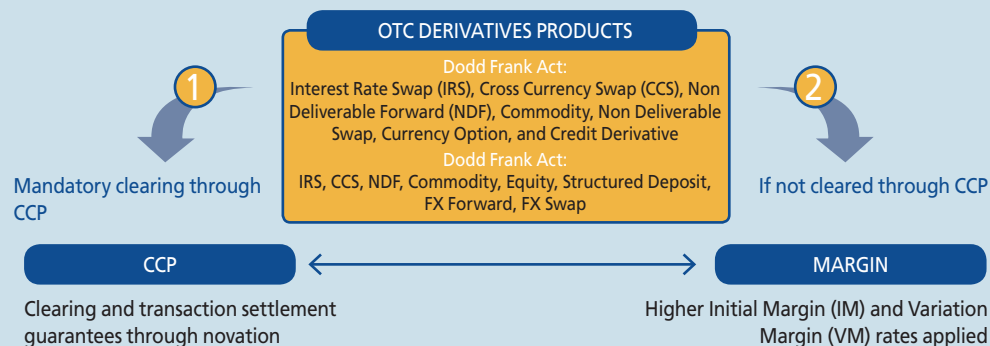 OTC DERIVATIVES PRODUCTS
Dodd Frank Act:
Interest Rate Swap (IRS), Cross Currency Swap (CCS), Non
Deliverable Forward (NDF), Commodity, Non Deliverable
Swap, Currency Option, and Credit Derivative
Dodd Frank Act:
IRS, CCS, NDF, Commodity, Equity, Structured Deposit,
FX Forward, FX Swap
1
Mandatory clearing through
CCP
2
If not cleared through CCP
CCP
Clearing and transaction settlement
guarantees through novation
MARGIN
Higher Initial Margin (IM) and Variation
Margin (VM) rates applied